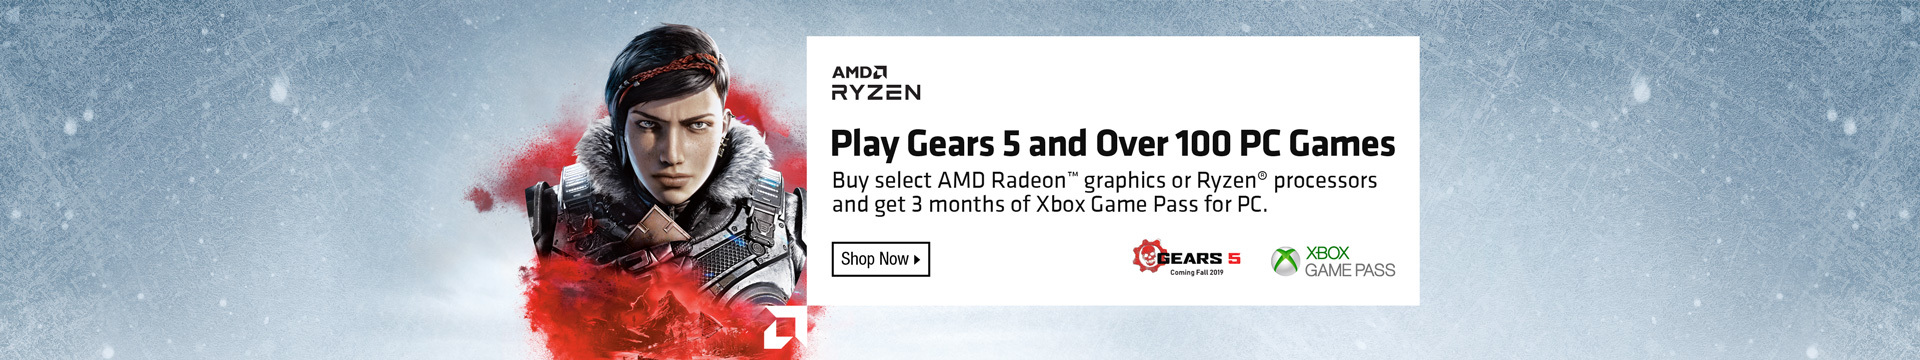 AMD
RYZEN
Play Gears 5 and Over 100 PC Games
Buy select AMD Radeon™ graphics or Ryzen® processors
and get 3 months of Xbox Game Pass for PC.
Shop Now
GEARS 5
Coming Fall 2019
XBOX
GAME PASS